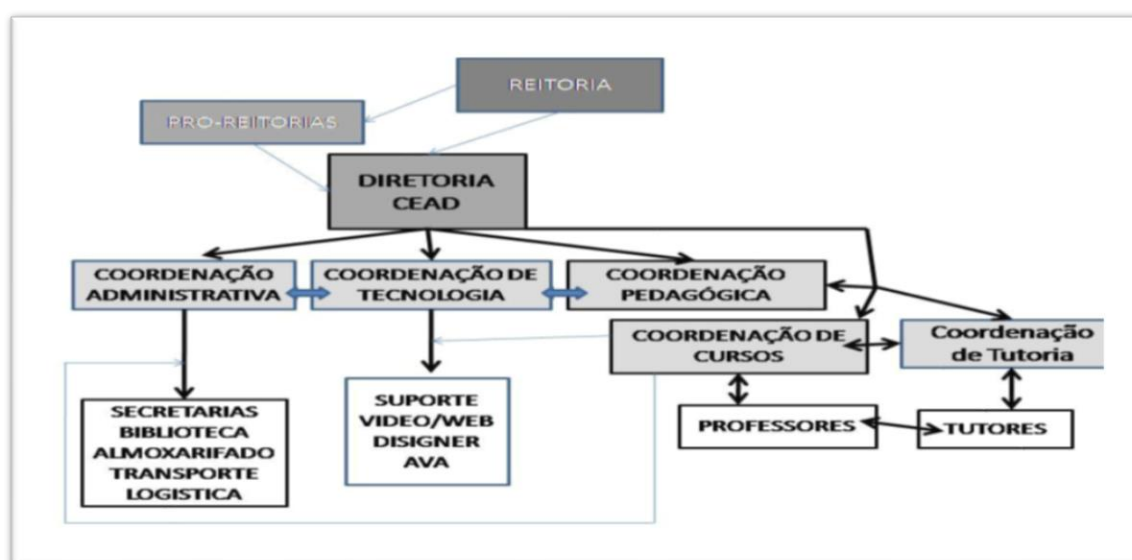 REITORIA
PRO-REITORIAS
DIRETORIA
CEAD
COORDENAÇÃO
ADMINISTRATIVA
COORDENAÇÃO DE
TECNOLOGIA
COORDENAÇÃO
PEDAGÓGICA
COORDENAÇÃO DE
CURSOS
Coordenação
de Tutoria
SECRETARIAS
BIBLIOTECA
ALMOXARIFADO
TRANSPORTE
LOGISTICA
SUPORTE
VIDEO/WEB
DISIGNER
AVA
PROFESSORES
TUTORES